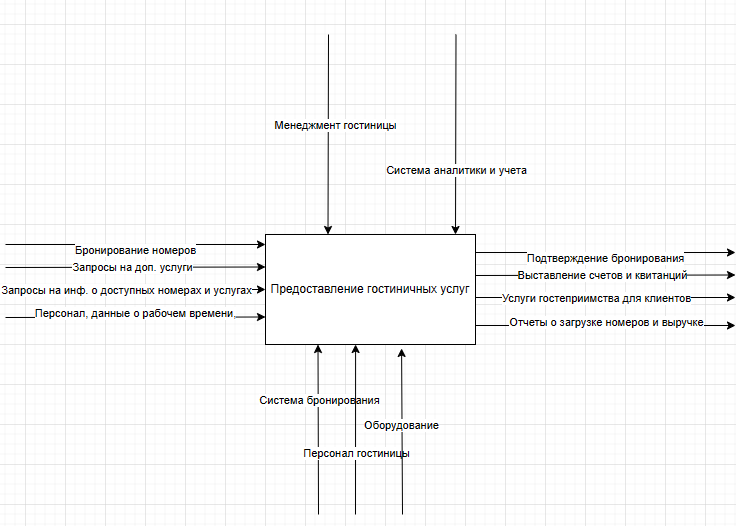 Менеджмент гостиницы
Система аналитики и учета
Бронирование номеров
Запросы на доп. услуги
Запросы на инф. о доступных номерах и услугах
Персонал, данные о рабочем времени,
Предоставление гостиничных услуг
Подтверждение бронирования
Выставление счетов и квитанций
Услуги гостеприимства для клиентов
Отчеты о загрузке номеров и выручке
Система бронирования
Оборудование
Персонал гостиницы